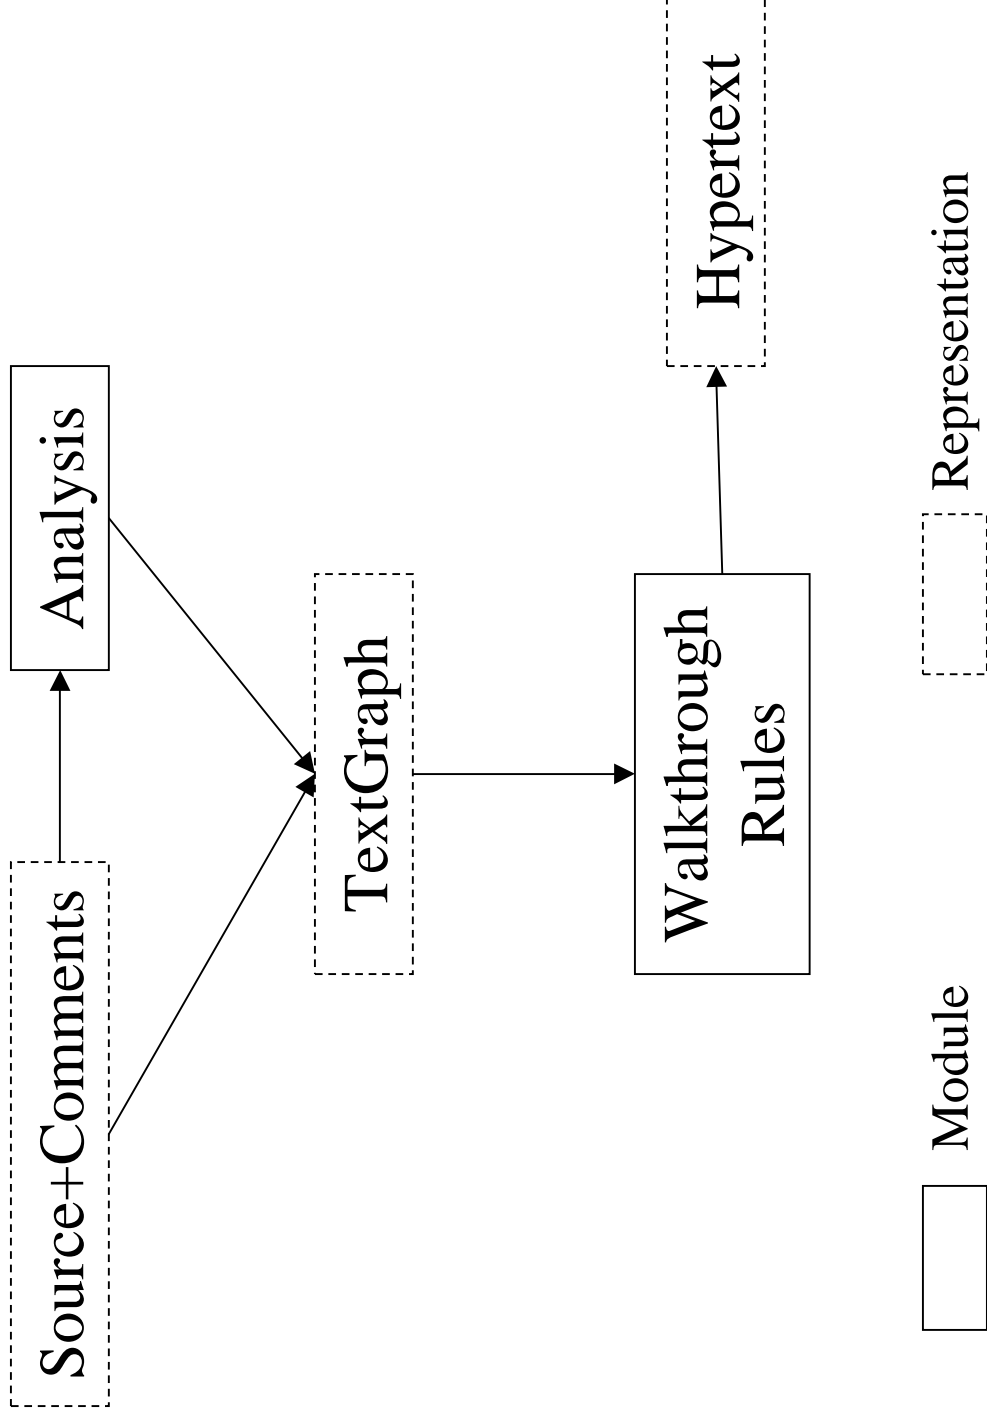 Source+Comments
Analysis
TextGraph
Walkthrough
Rules
Hypertext
Module
Representation